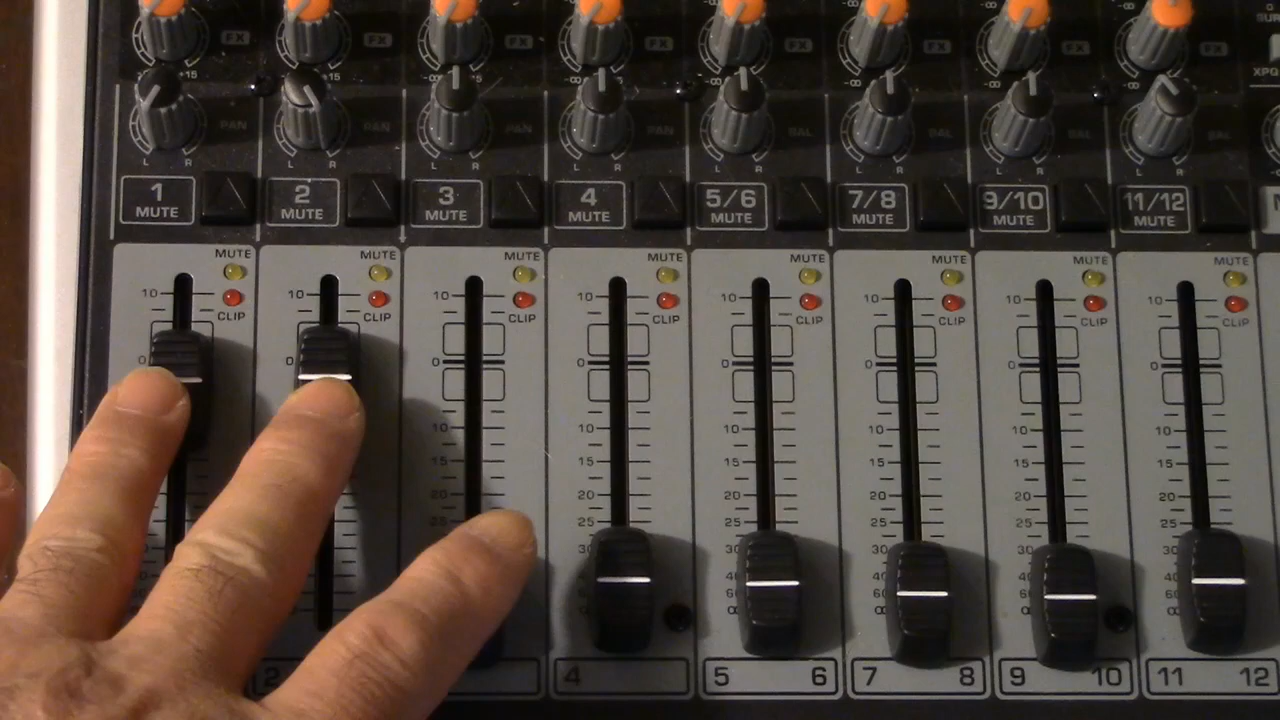 FX FX FX FX FX FX FX FX
+15
PAN PAN PAN PAN BAL BAL BAL BAL
L R L R L R L R L R L R L R L R
XPQ
1 2 3 4 5/6 7/8 9/10 11/12
MUTE MUTE MUTE MUTE MUTE MUTE MUTE MUTE
MUTE MUTE MUTE MUTE MUTE MUTE MUTE MUTE
10 10 10 10 10 10 10 10
CLIP CLIP CLIP CLIP CLIP CLIP CLIP CLIP
0 0 0 0 0 0 0 0
10 10 10 10 10 10
15 15 15 15 15 15
20 20 20 20 20 20
25 25 25 25 25 25
30 30 30 30 30 30
40 40 40 40
60 60 60 60
∞ ∞ ∞ ∞
2 4 5 6 7 8 9 10 11 12